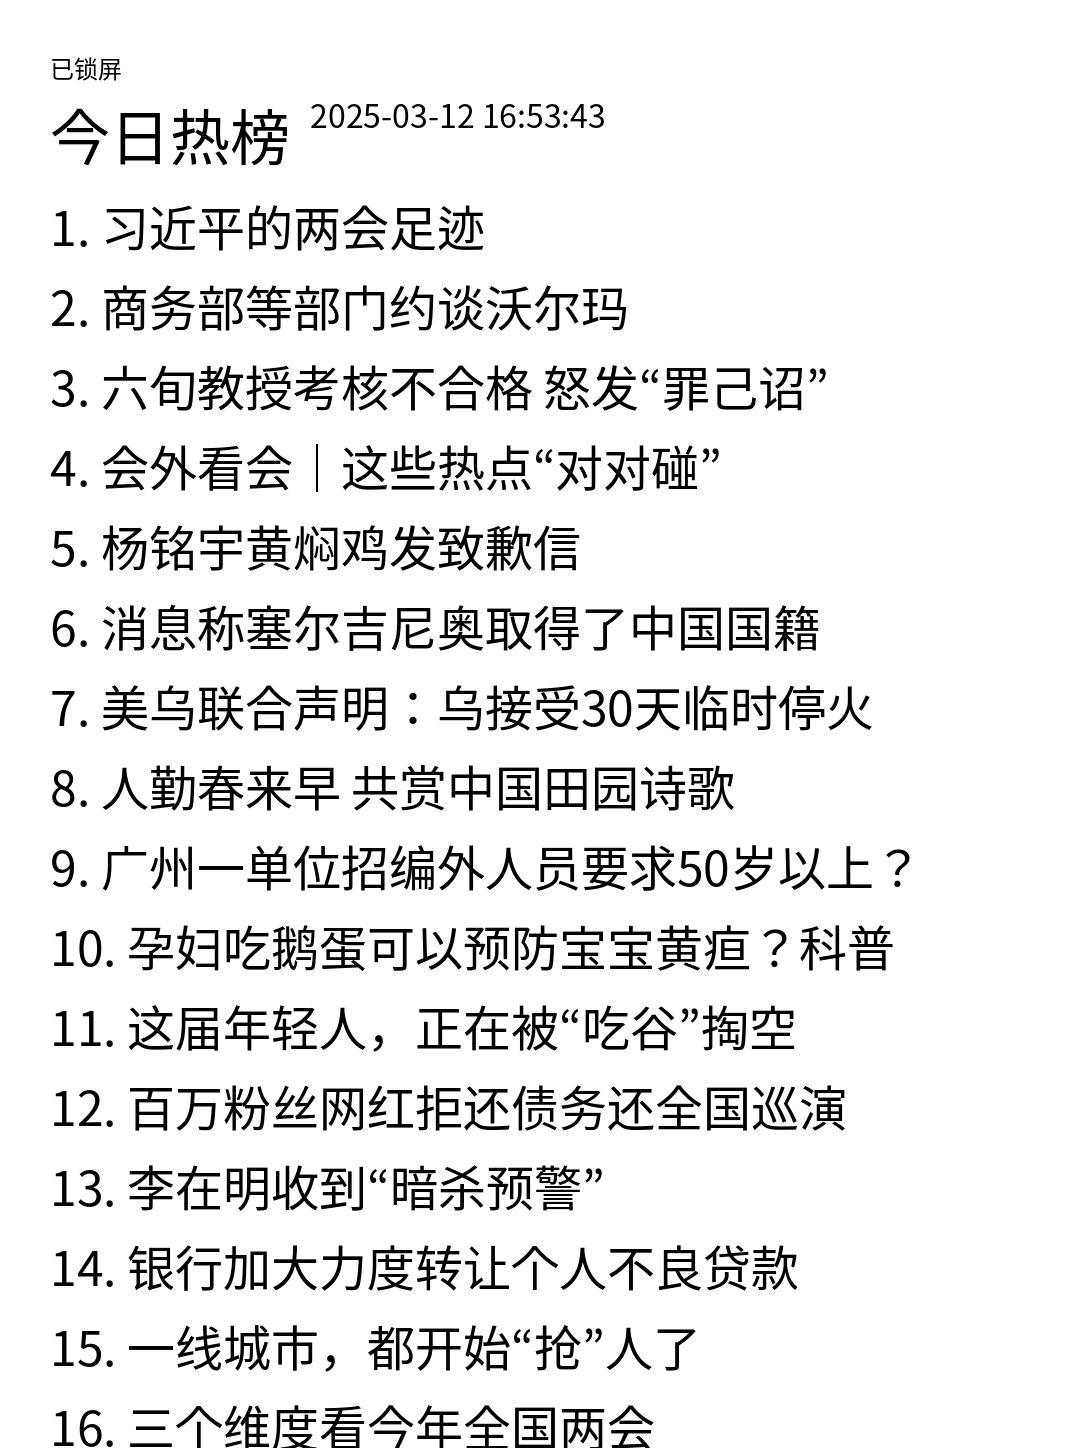 已锁屏
今日热榜 2025-03-12 16:53:43
1. 习近平的两会足迹
2. 商务部等部门约谈沃尔玛
3. 六旬教授考核不合格 怒发“罪己诏”
4. 会外看会｜这些热点“对对碰”
5. 杨铭宇黄焖鸡发致歉信
6. 消息称塞尔吉尼奥取得了中国国籍
7. 美乌联合声明：乌接受30天临时停火
8. 人勤春来早 共赏中国田园诗歌
9. 广州一单位招编外人员要求50岁以上？
10. 孕妇吃鹅蛋可以预防宝宝黄疸？科普
11. 这届年轻人，正在被“吃谷”掏空
12. 百万粉丝网红拒还债务还全国巡演
13. 李在明收到“暗杀预警”
14. 银行加大力度转让个人不良贷款
15. 一线城市，都开始“抢”人了
16. 三个维度看今年全国两会